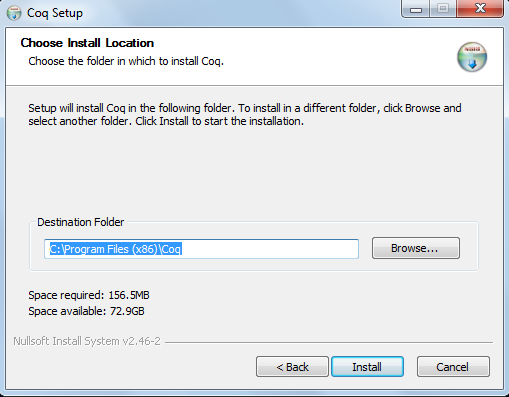 Coq Setup
Choose Install Location
Choose the folder in which to install Coq.
Setup will install Coq in the following folder. To install in a different folder, click Browse and
select another folder. Click Install to start the installation.
Destination Folder
C:\Program Files (x86)\Coq
Browse...
Space required: 156.5MB
Space available: 72.9GB
Nullsoft Install System v2.46-2
< Back
Install
Cancel